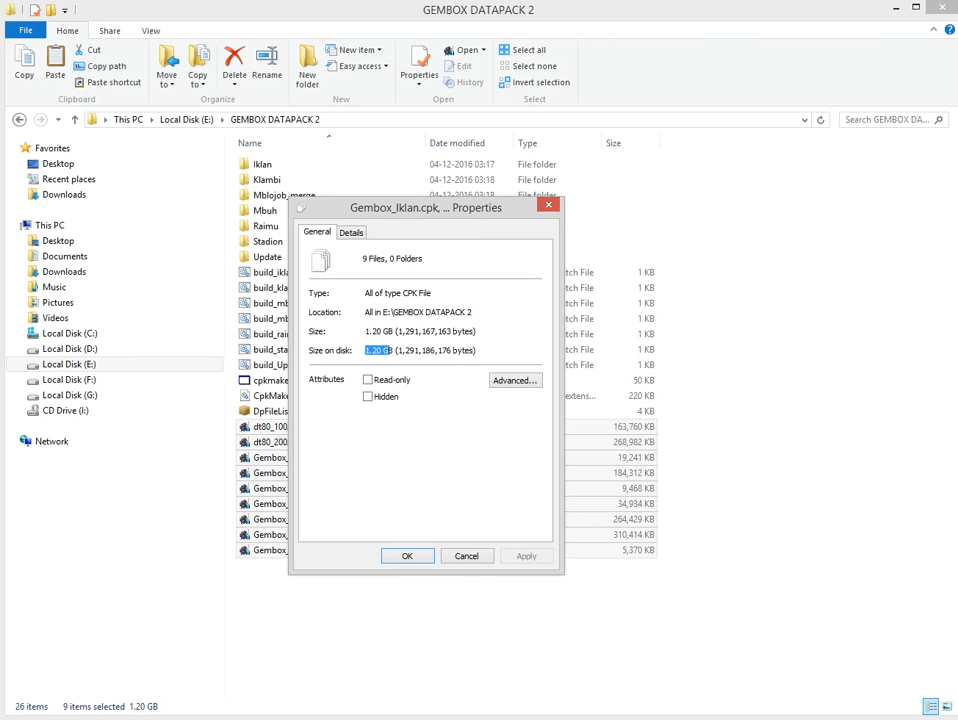 GEMBOX DATAPACK 2
File Home Share View
Copy
Paste
Cut
Copy path
Paste shortcut
Clipboard
Move to
Copy to
Delete
Rename
Organize
New folder
New item
Easy access
New
Properties
Open
Edit
History
Open
Select all
Select none
Invert selection
Select
This PC Local Disk (E:) GEMBOX DATAPACK 2
Search GEMBOX DA...
Favorites
Desktop
Recent places
Downloads
This PC
Desktop
Documents
Downloads
Music
Pictures
Videos
Local Disk (C:)
Local Disk (D:)
Local Disk (E:)
Local Disk (F:)
Local Disk (G:)
CD Drive (I:)
Network
Name Date modified Type Size
Iklan 04-12-2016 03:17 File folder
Klambi 04-12-2016 03:18 File folder
Mblojob_merge 04-12-2016 03:18 File folder
Mbuh
Raimu
Stadion
Update
build_ikla tch File 1 KB
build_kla tch File 1 KB
build_mb tch File 1 KB
build_mb tch File 1 KB
build_rai tch File 1 KB
build_sta tch File 1 KB
build_Up tch File 1 KB
cpkmake 50 KB
CpkMake extens... 220 KB
DpFileLis 4 KB
dt80_100 163,760 KB
dt80_200 268,982 KB
Gembox_ 19,241 KB
Gembox_ 184,312 KB
Gembox_ 9,468 KB
Gembox_ 34,934 KB
Gembox_ 264,429 KB
Gembox_ 310,414 KB
Gembox_ 5,370 KB
Gembox_Iklan.cpk, ... Properties
General Details
9 Files, 0 Folders
Type: All of type CPK File
Location: All in E:\GEMBOX DATAPACK 2
Size: 1.20 GB (1,291,167,163 bytes)
Size on disk: 1.20 GB (1,291,186,176 bytes)
Attributes Read-only Advanced...
Hidden
OK Cancel Apply
26 items 9 items selected 1.20 GB